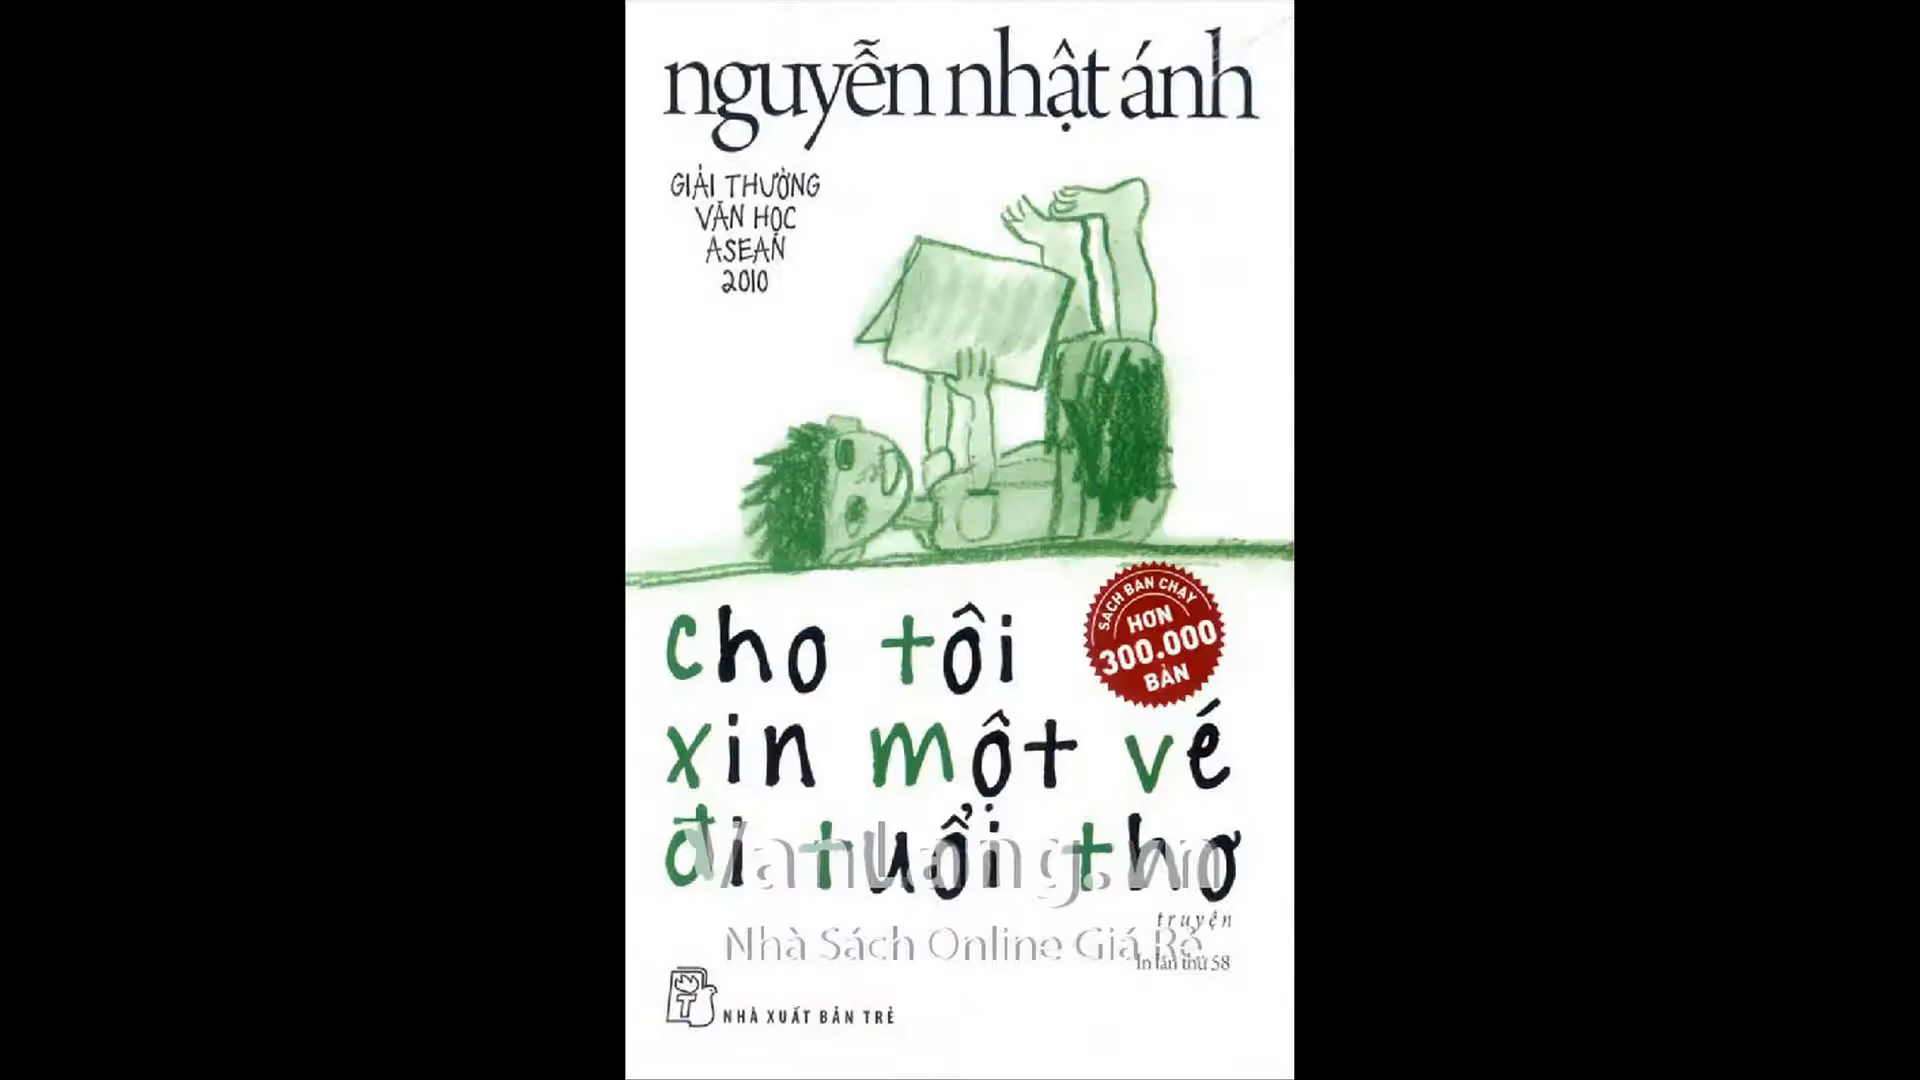 nguyễn nhật ánh
GIẢI THƯỞNG
VĂN HỌC
ASEAN
2010
SÁCH BÁN CHẠY
HƠN
300.000
BẢN
cho tôi
xin một vé
đi tuổi thơ
Vanlang.vn
truyện
Nhà Sách Online Giá Rẻ
In lần thứ 58
T
NHÀ XUẤT BẢN TRẺ